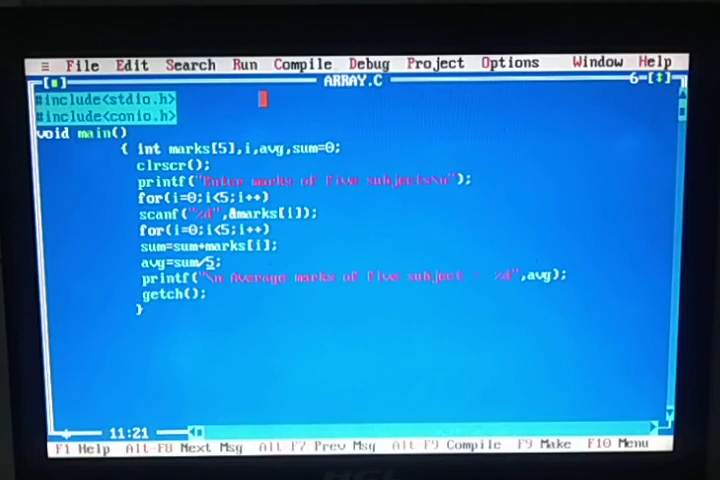 ≡ File Edit Search Run Compile Debug Project Options Window Help
[■] ARRAY.C 6=[↕]
#include<stdio.h>
#include<conio.h>
void main()
{ int marks[5],i,avg,sum=0;
clrscr();
printf("Enter marks of five subjects\n");
for(i=0;i<5;i++)
scanf("%d",&marks[i]);
for(i=0;i<5;i++)
sum=sum+marks[i];
avg=sum/5;
printf("\n Average marks of five subject = %d",avg);
getch();
}
11:21
F1 Help Alt-F8 Next Msg Alt-F7 Prev Msg Alt-F9 Compile F9 Make F10 Menu